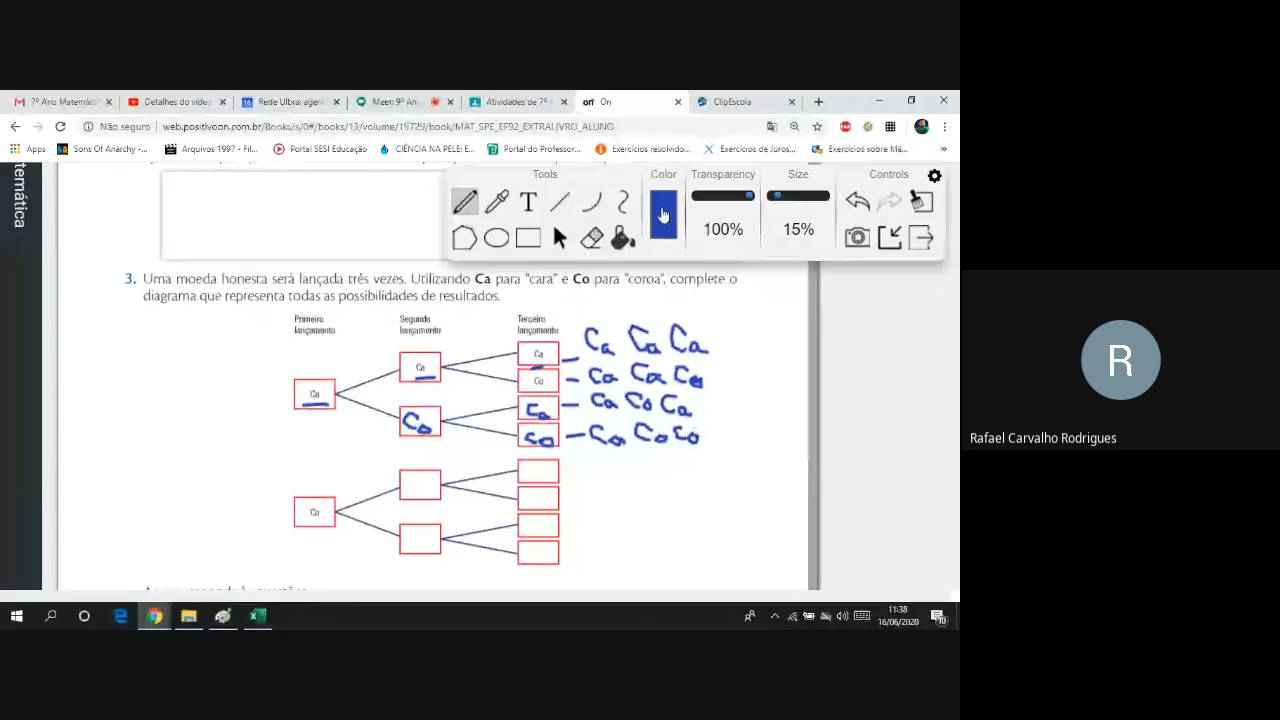 7º Ano Matemáti
Detalhes do víde
Rede Ulbra: agen
Meet: 9º An
Atividades de 7º
on On
ClipEscola
Não seguro
web.positivoon.com.br/Books/s/0#/books/13/volume/19729/book/MAT_SPE_EF92_EXTRALIVRO_ALUNO
Apps
Sons Of Anarchy -...
Arquivos 1997 - Fil...
Portal SESI Educação
CIÊNCIA NA PELE: E...
Portal do Professor...
Exercícios resolvido...
Exercícios de Juros...
Exercícios sobre Má...
temática
Tools
Color
Transparency
Size
Controls
T
100%
15%
3. Uma moeda honesta será lançada três vezes. Utilizando Ca para "cara" e Co para "coroa", complete o
diagrama que representa todas as possibilidades de resultados.
Primeiro lançamento
Segundo lançamento
Terceiro lançamento
Ca
Ca
Ca
Ca Ca Ca
Co
Ca Ca Co
Co
Ca
Ca Co Ca
Co
Ca Co Co
Co
R
Rafael Carvalho Rodrigues
11:38
16/06/2020
10